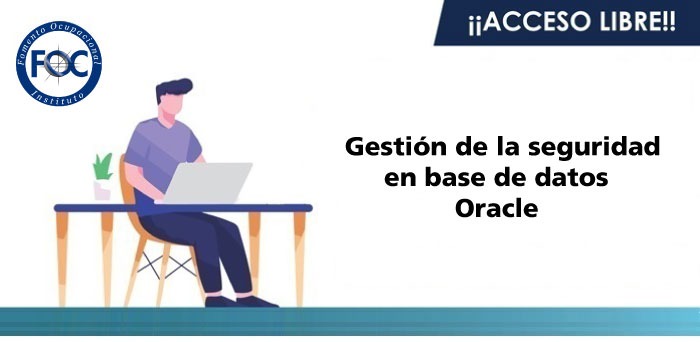 ¡¡ACCESO LIBRE!!
Fomento Ocupacional
FOC
Instituto
Gestión de la seguridad
en base de datos
Oracle